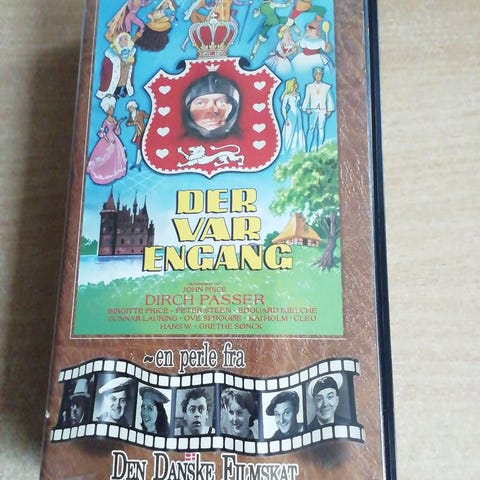 DER
VAR
ENGANG
JOHN PRICE
DIRCH PASSER
BIRGITTE PRICE · PETER STEEN · EDOUARD MIELCHE
GUNNAR LAURING · OVE SPROGØE · KAI HOLM · CLEO
HANS W. · GRETHE SØNCK
~en perle fra
DEN DANSKE FILMSKAT